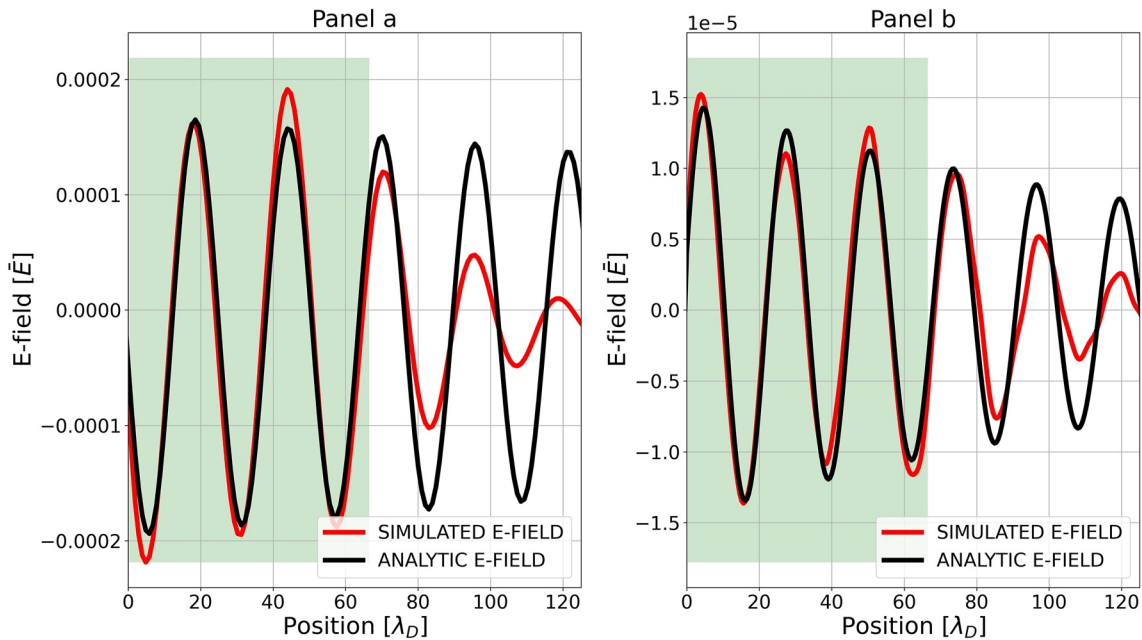 Panel a
0.0002
0.0001
0.0000
−0.0001
−0.0002
E-field [Ē]
SIMULATED E-FIELD
ANALYTIC E-FIELD
0 20 40 60 80 100 120
Position [λ_D]
Panel b
1e-5
1.5
1.0
0.5
0.0
−0.5
−1.0
−1.5
E-field [Ē]
SIMULATED E-FIELD
ANALYTIC E-FIELD
0 20 40 60 80 100 120
Position [λ_D]